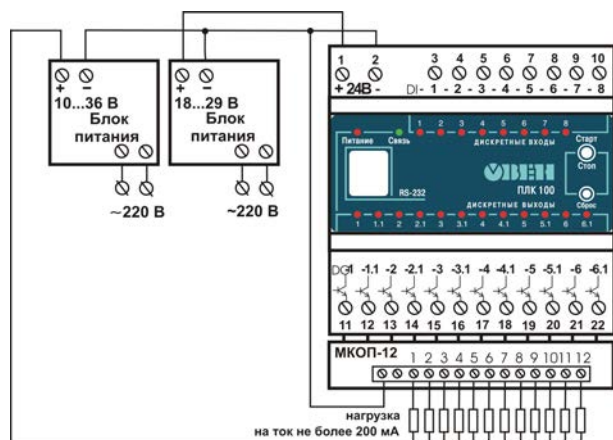 1 2 3 4 5 6 7 8 9 10
+ 24В - DI - 1 - 2 - 3 - 4 - 5 - 6 - 7 - 8
+ −
10...36 В
Блок
питания
~220 В
+ −
18...29 В
Блок
питания
~220 В
1 2 3 4 5 6 7 8
Питание Связь ДИСКРЕТНЫЕ ВХОДЫ Старт
Стоп
ОВЕН
RS-232 ПЛК 100
ДИСКРЕТНЫЕ ВЫХОДЫ Сброс
1 1.1 2 2.1 3 3.1 4 4.1 5 5.1 6 6.1
DO-1 -1.1 -2 -2.1 -3 -3.1 -4 -4.1 -5 -5.1 -6 -6.1
11 12 13 14 15 16 17 18 19 20 21 22
МКОП-12 1 2 3 4 5 6 7 8 9 10 11 12
нагрузка
на ток не более 200 мА